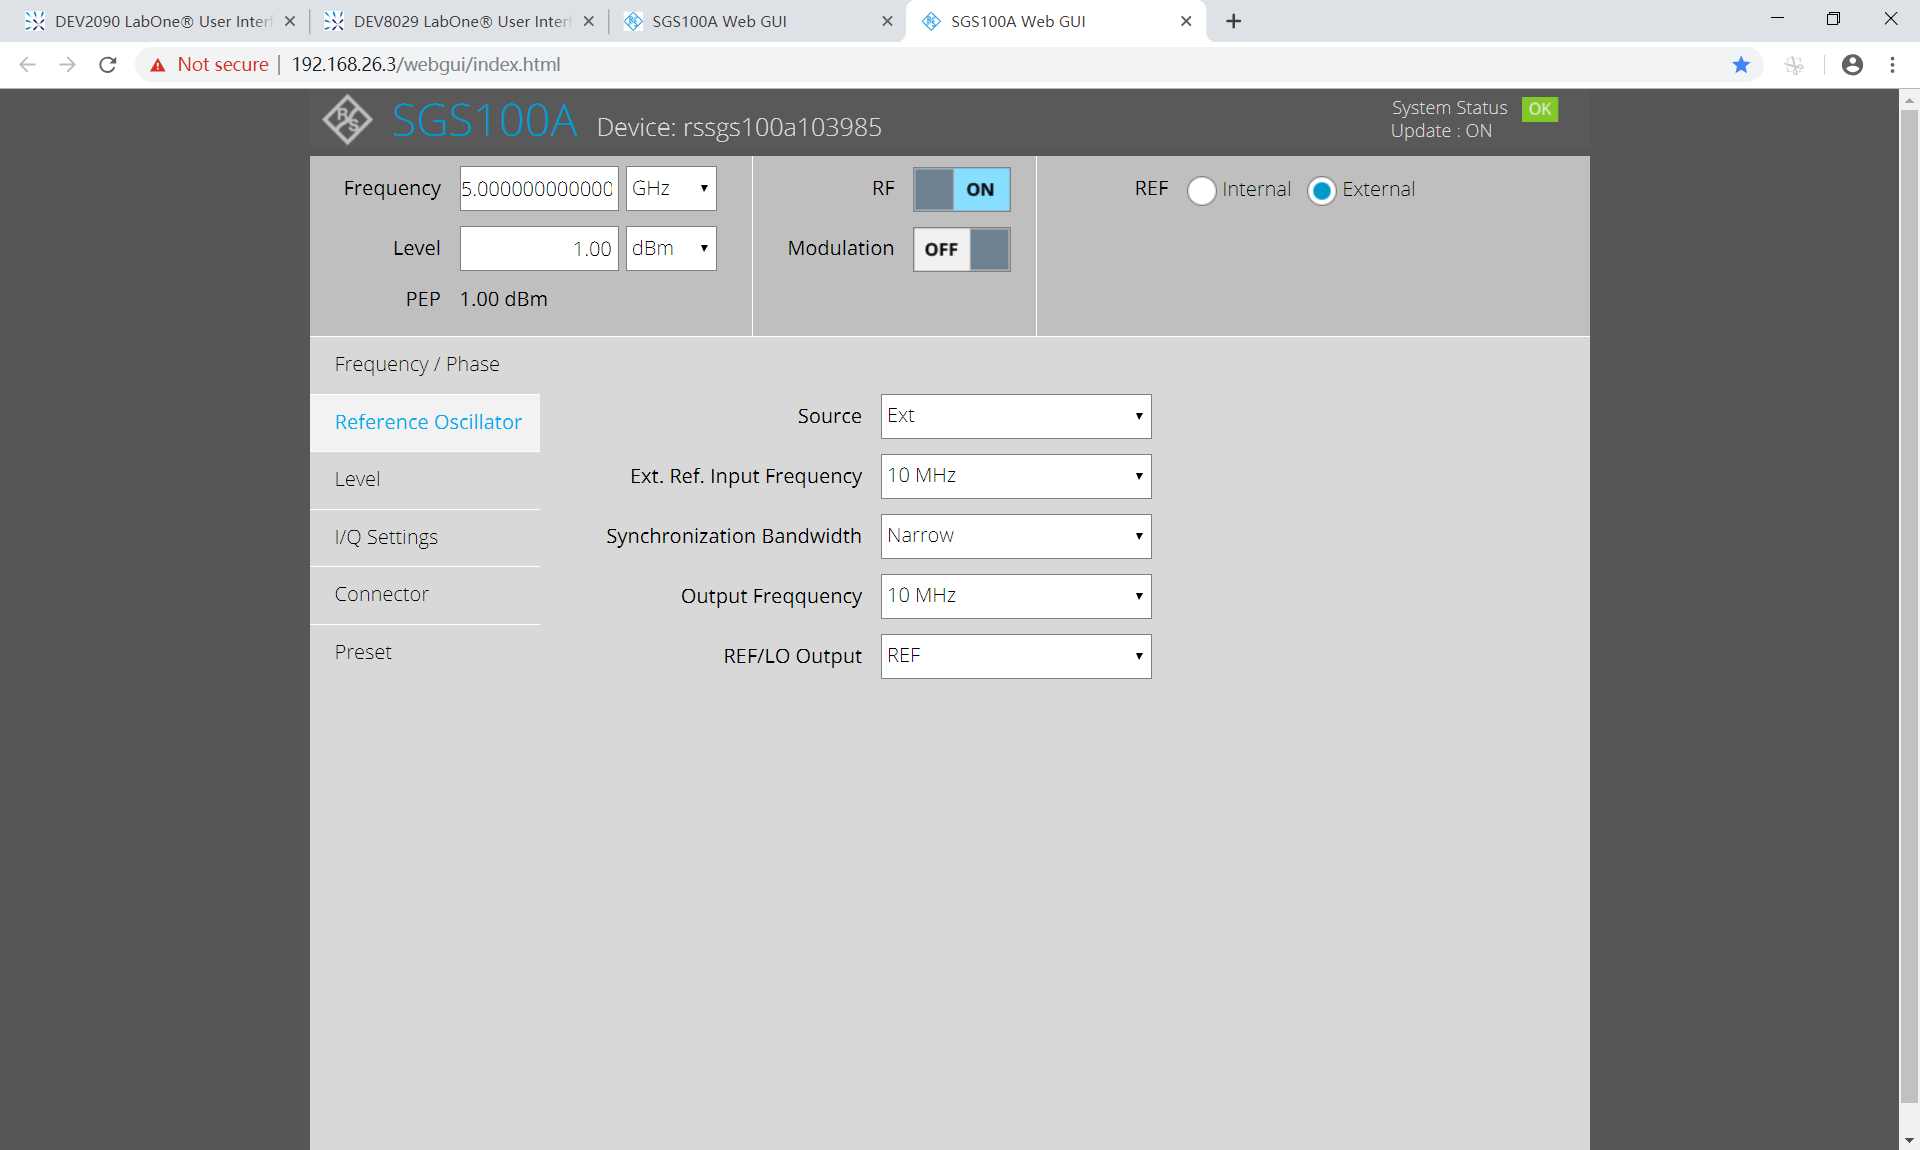 DEV2090 LabOne® User Interf
DEV8029 LabOne® User Interf
SGS100A Web GUI
SGS100A Web GUI
Not secure
192.168.26.3/webgui/index.html
R&S
SGS100A Device: rssgs100a103985
System Status OK
Update : ON
Frequency 5.000000000000 GHz
RF ON
REF Internal External
Level 1.00 dBm
Modulation OFF
PEP 1.00 dBm
Frequency / Phase
Reference Oscillator
Level
I/Q Settings
Connector
Preset
Source Ext
Ext. Ref. Input Frequency 10 MHz
Synchronization Bandwidth Narrow
Output Freqquency 10 MHz
REF/LO Output REF